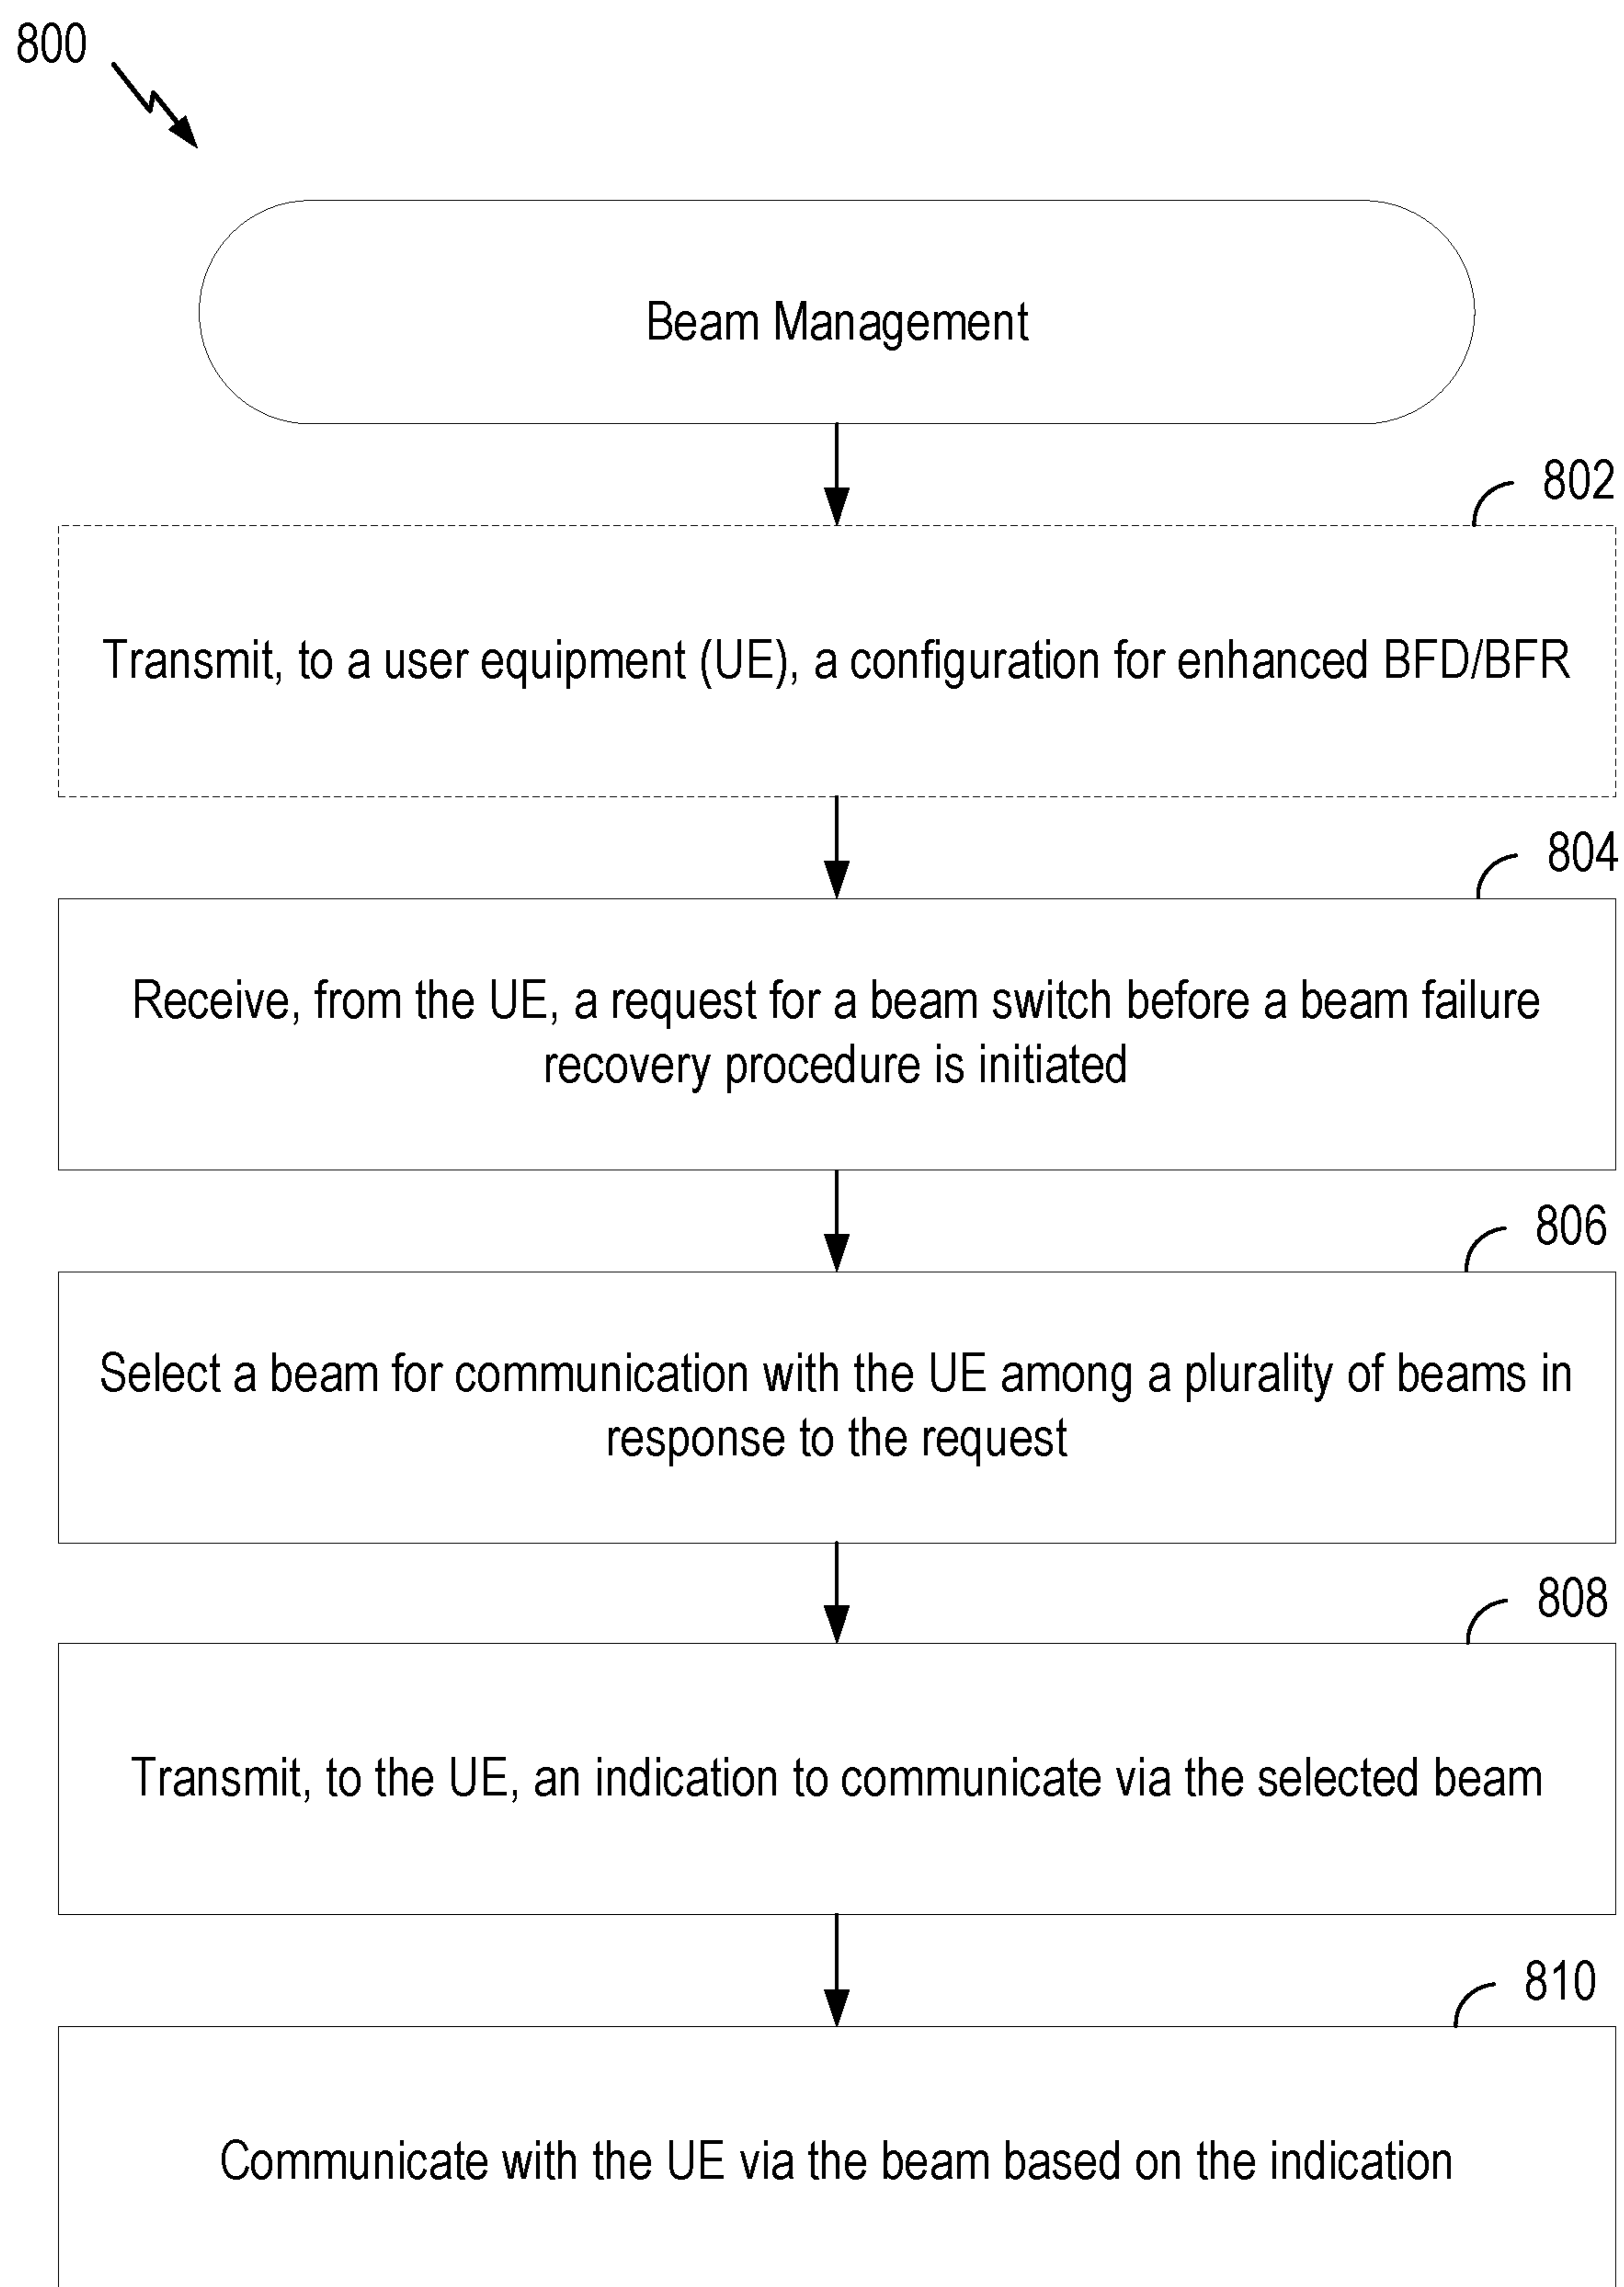 800
Beam Management
802
Transmit, to a user equipment (UE), a configuration for enhanced BFD/BFR
804
Receive, from the UE, a request for a beam switch before a beam failure
recovery procedure is initiated
806
Select a beam for communication with the UE among a plurality of beams in
response to the request
808
Transmit, to the UE, an indication to communicate via the selected beam
810
Communicate with the UE via the beam based on the indication